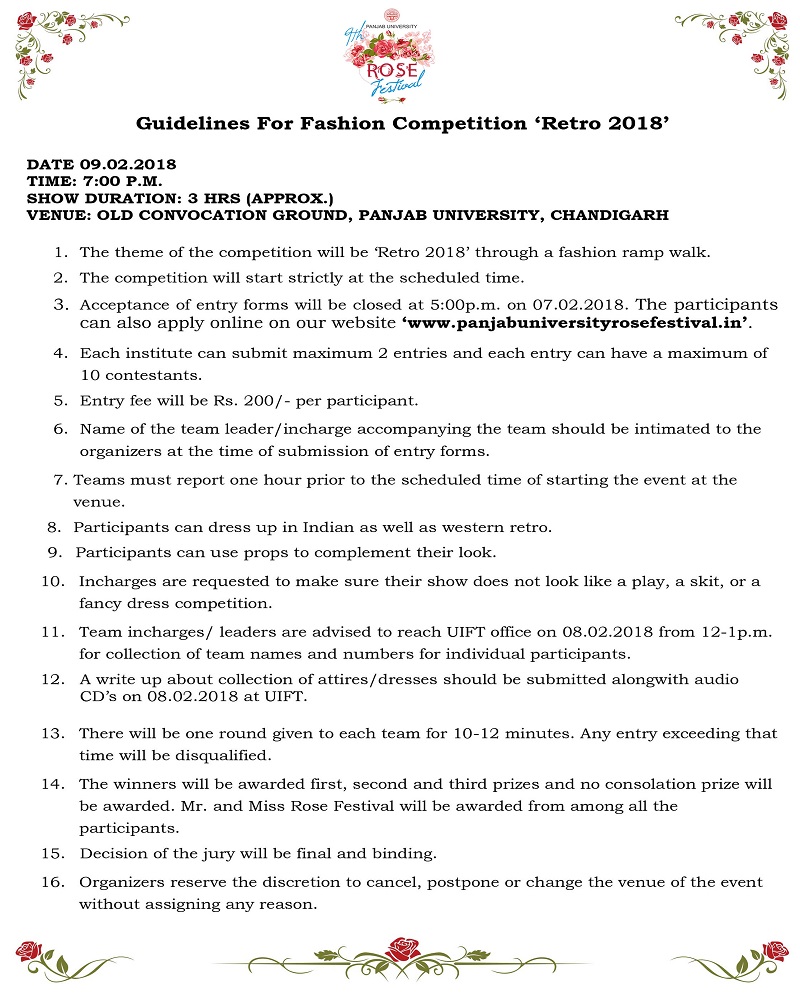 PANJAB UNIVERSITY
9th
ROSE
Festival
Guidelines For Fashion Competition ‘Retro 2018’
DATE 09.02.2018
TIME: 7:00 P.M.
SHOW DURATION: 3 HRS (APPROX.)
VENUE: OLD CONVOCATION GROUND, PANJAB UNIVERSITY, CHANDIGARH
1. The theme of the competition will be ‘Retro 2018’ through a fashion ramp walk.
2. The competition will start strictly at the scheduled time.
3. Acceptance of entry forms will be closed at 5:00p.m. on 07.02.2018. The participants
can also apply online on our website ‘www.panjabuniversityrosefestival.in’.
4. Each institute can submit maximum 2 entries and each entry can have a maximum of
10 contestants.
5. Entry fee will be Rs. 200/- per participant.
6. Name of the team leader/incharge accompanying the team should be intimated to the
organizers at the time of submission of entry forms.
7. Teams must report one hour prior to the scheduled time of starting the event at the
venue.
8. Participants can dress up in Indian as well as western retro.
9. Participants can use props to complement their look.
10. Incharges are requested to make sure their show does not look like a play, a skit, or a
fancy dress competition.
11. Team incharges/ leaders are advised to reach UIFT office on 08.02.2018 from 12-1p.m.
for collection of team names and numbers for individual participants.
12. A write up about collection of attires/dresses should be submitted alongwith audio
CD’s on 08.02.2018 at UIFT.
13. There will be one round given to each team for 10-12 minutes. Any entry exceeding that
time will be disqualified.
14. The winners will be awarded first, second and third prizes and no consolation prize will
be awarded. Mr. and Miss Rose Festival will be awarded from among all the
participants.
15. Decision of the jury will be final and binding.
16. Organizers reserve the discretion to cancel, postpone or change the venue of the event
without assigning any reason.